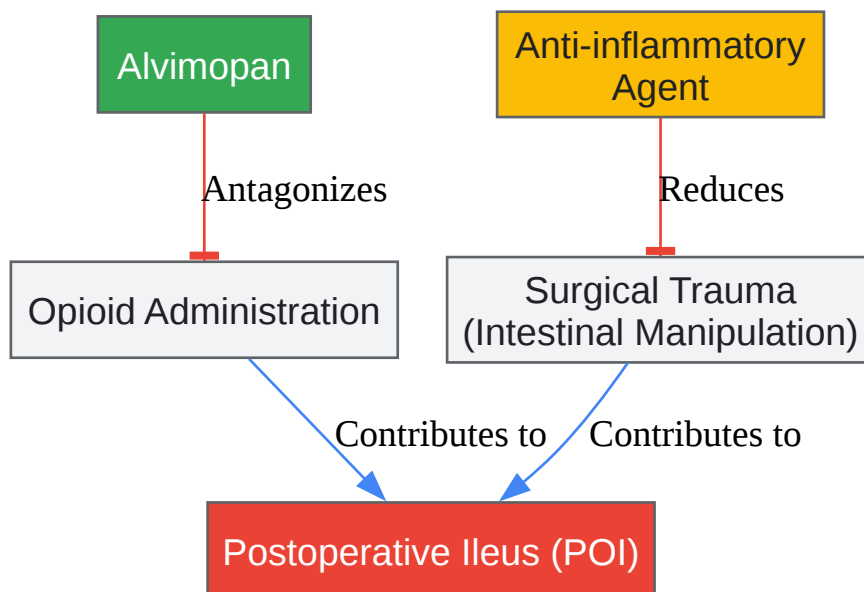 Alvimopan
Anti-inflammatory
Agent
Antagonizes
Reduces
Opioid Administration
Surgical Trauma
(Intestinal Manipulation)
Contributes to
Contributes to
Postoperative Ileus (POI)